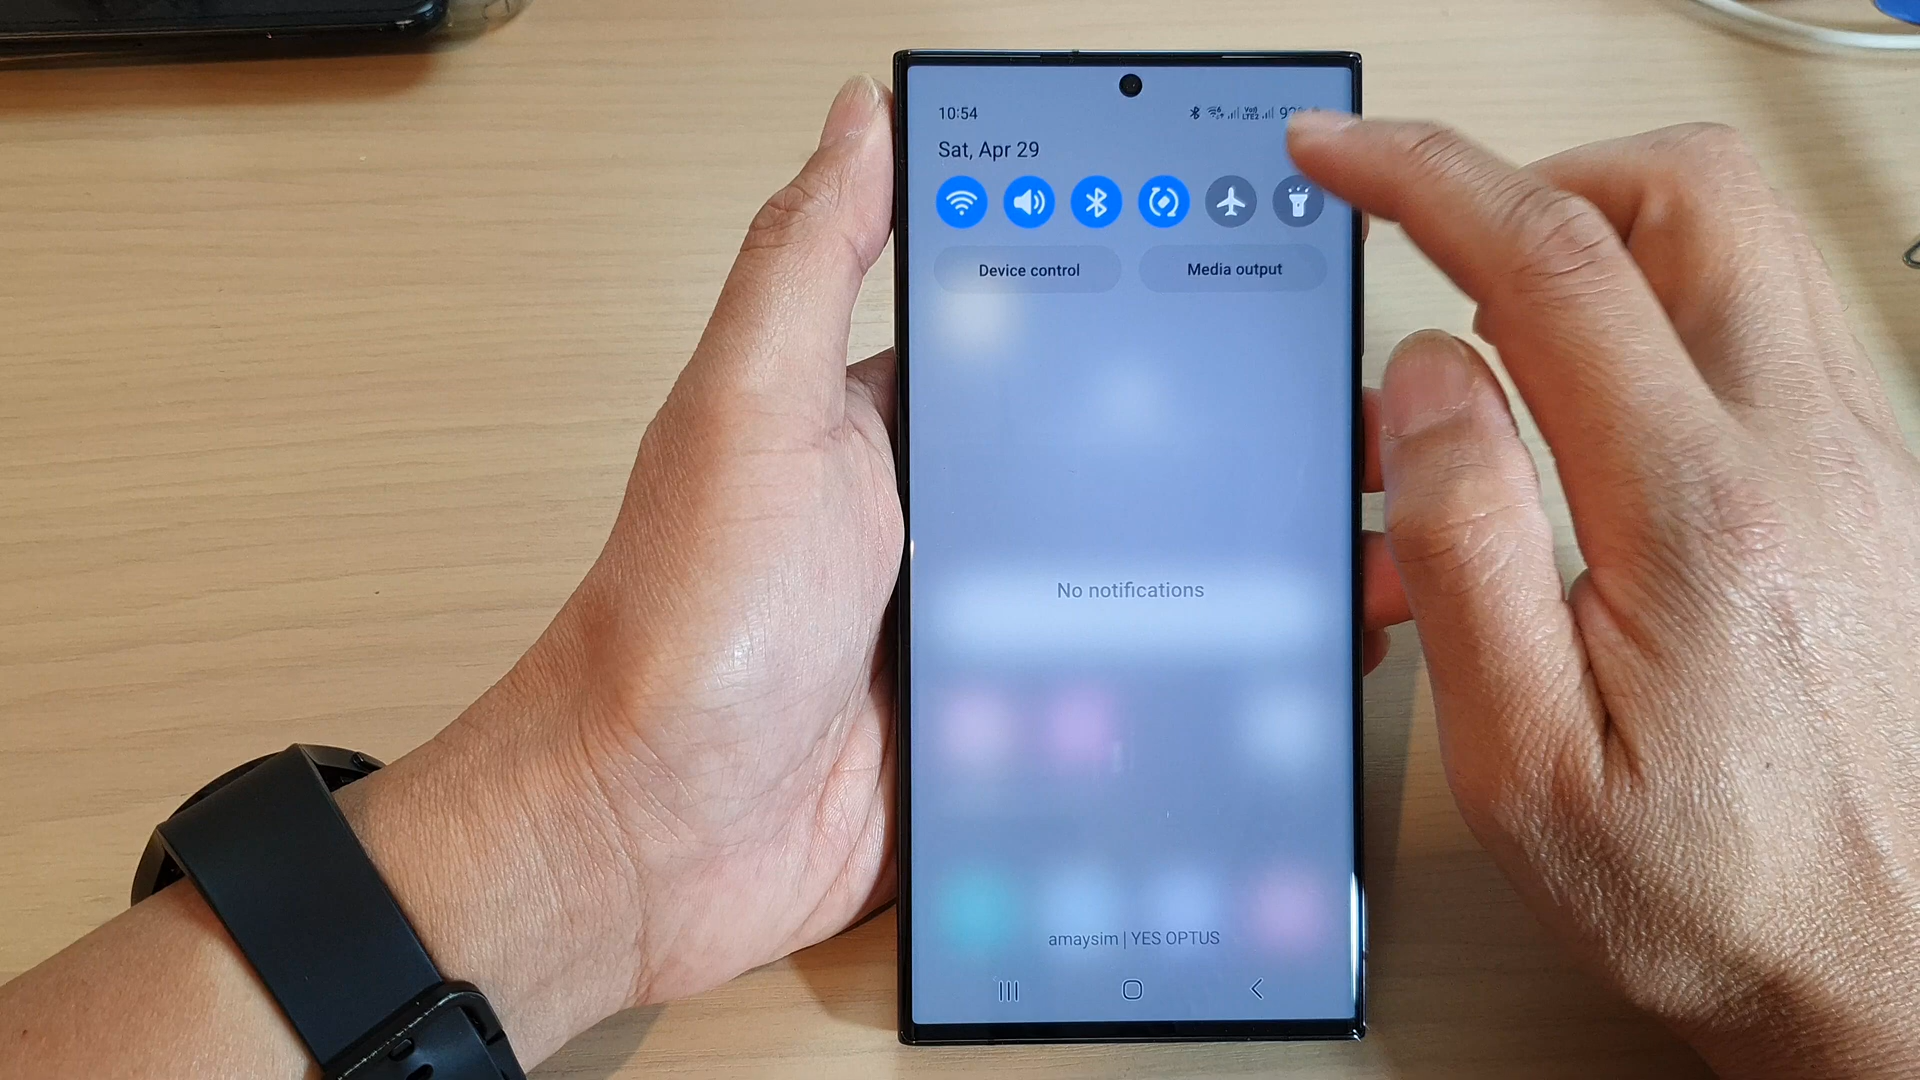 10:54
Sat, Apr 29
Device control
Media output
No notifications
amaysim | YES OPTUS